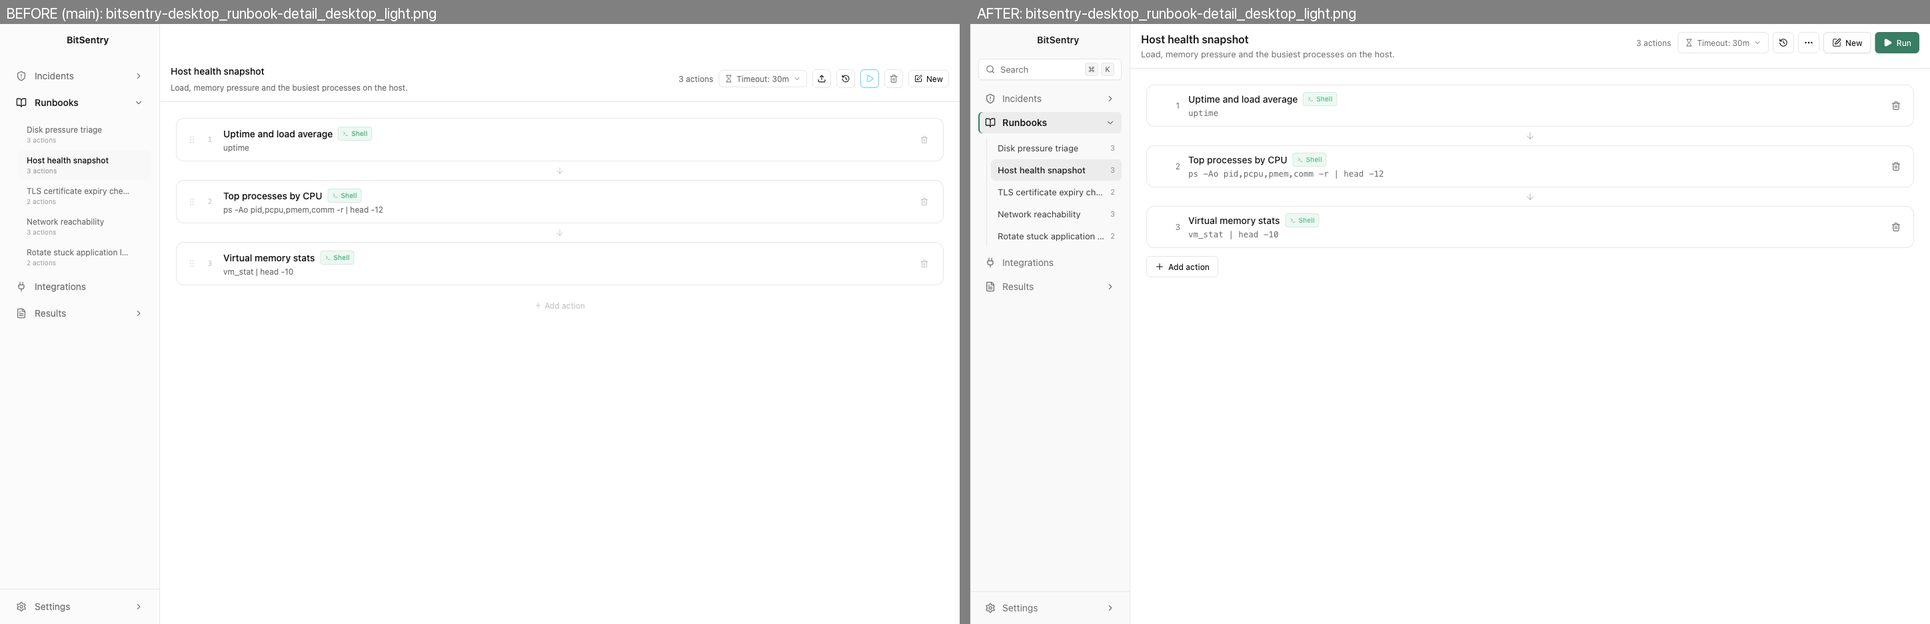 BEFORE (main): bitsentry-desktop_runbook-detail_desktop_light.png
BitSentry
Incidents
Runbooks
Disk pressure triage
3 actions
Host health snapshot
3 actions
TLS certificate expiry che...
2 actions
Network reachability
3 actions
Rotate stuck application l...
2 actions
Integrations
Results
Settings
Host health snapshot
Load, memory pressure and the busiest processes on the host.
3 actions
Timeout: 30m
New
1 Uptime and load average Shell
uptime
2 Top processes by CPU Shell
ps -Ao pid,pcpu,pmem,comm -r | head -12
3 Virtual memory stats Shell
vm_stat | head -10
+ Add action
AFTER: bitsentry-desktop_runbook-detail_desktop_light.png
BitSentry
Search ⌘ K
Incidents
Runbooks
Disk pressure triage 3
Host health snapshot 3
TLS certificate expiry ch... 2
Network reachability 3
Rotate stuck application ... 2
Integrations
Results
Settings
Host health snapshot
Load, memory pressure and the busiest processes on the host.
3 actions
Timeout: 30m
New
Run
1 Uptime and load average Shell
uptime
2 Top processes by CPU Shell
ps -Ao pid,pcpu,pmem,comm -r | head -12
3 Virtual memory stats Shell
vm_stat | head -10
+ Add action